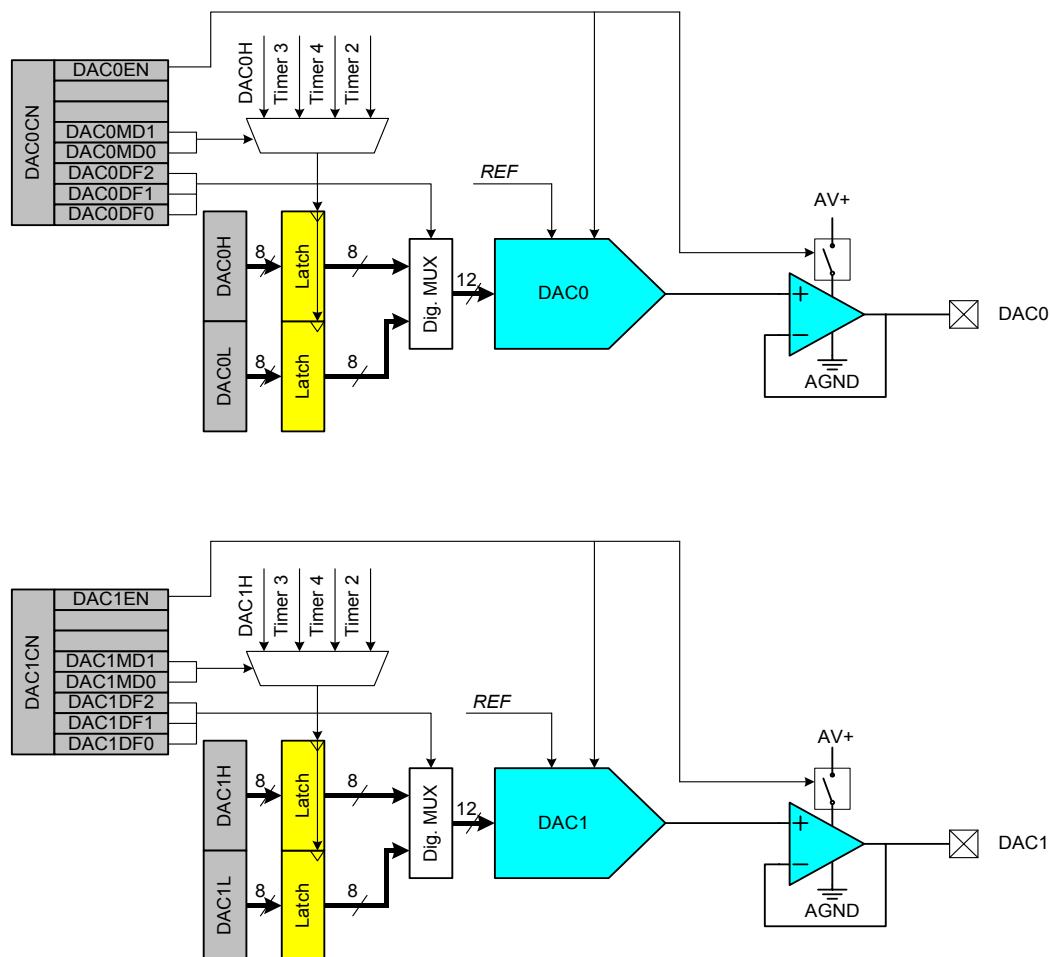 DAC0CN
DAC0EN
DAC0MD1
DAC0MD0
DAC0DF2
DAC0DF1
DAC0DF0
DAC0H
Timer 3
Timer 4
Timer 2
REF
AV+
DAC0H
8
Latch
8
Dig. MUX
12
DAC0
+
−
DAC0
DAC0L
8
Latch
8
AGND
DAC1CN
DAC1EN
DAC1MD1
DAC1MD0
DAC1DF2
DAC1DF1
DAC1DF0
DAC1H
Timer 3
Timer 4
Timer 2
REF
AV+
DAC1H
8
Latch
8
Dig. MUX
12
DAC1
+
−
DAC1
DAC1L
8
Latch
8
AGND